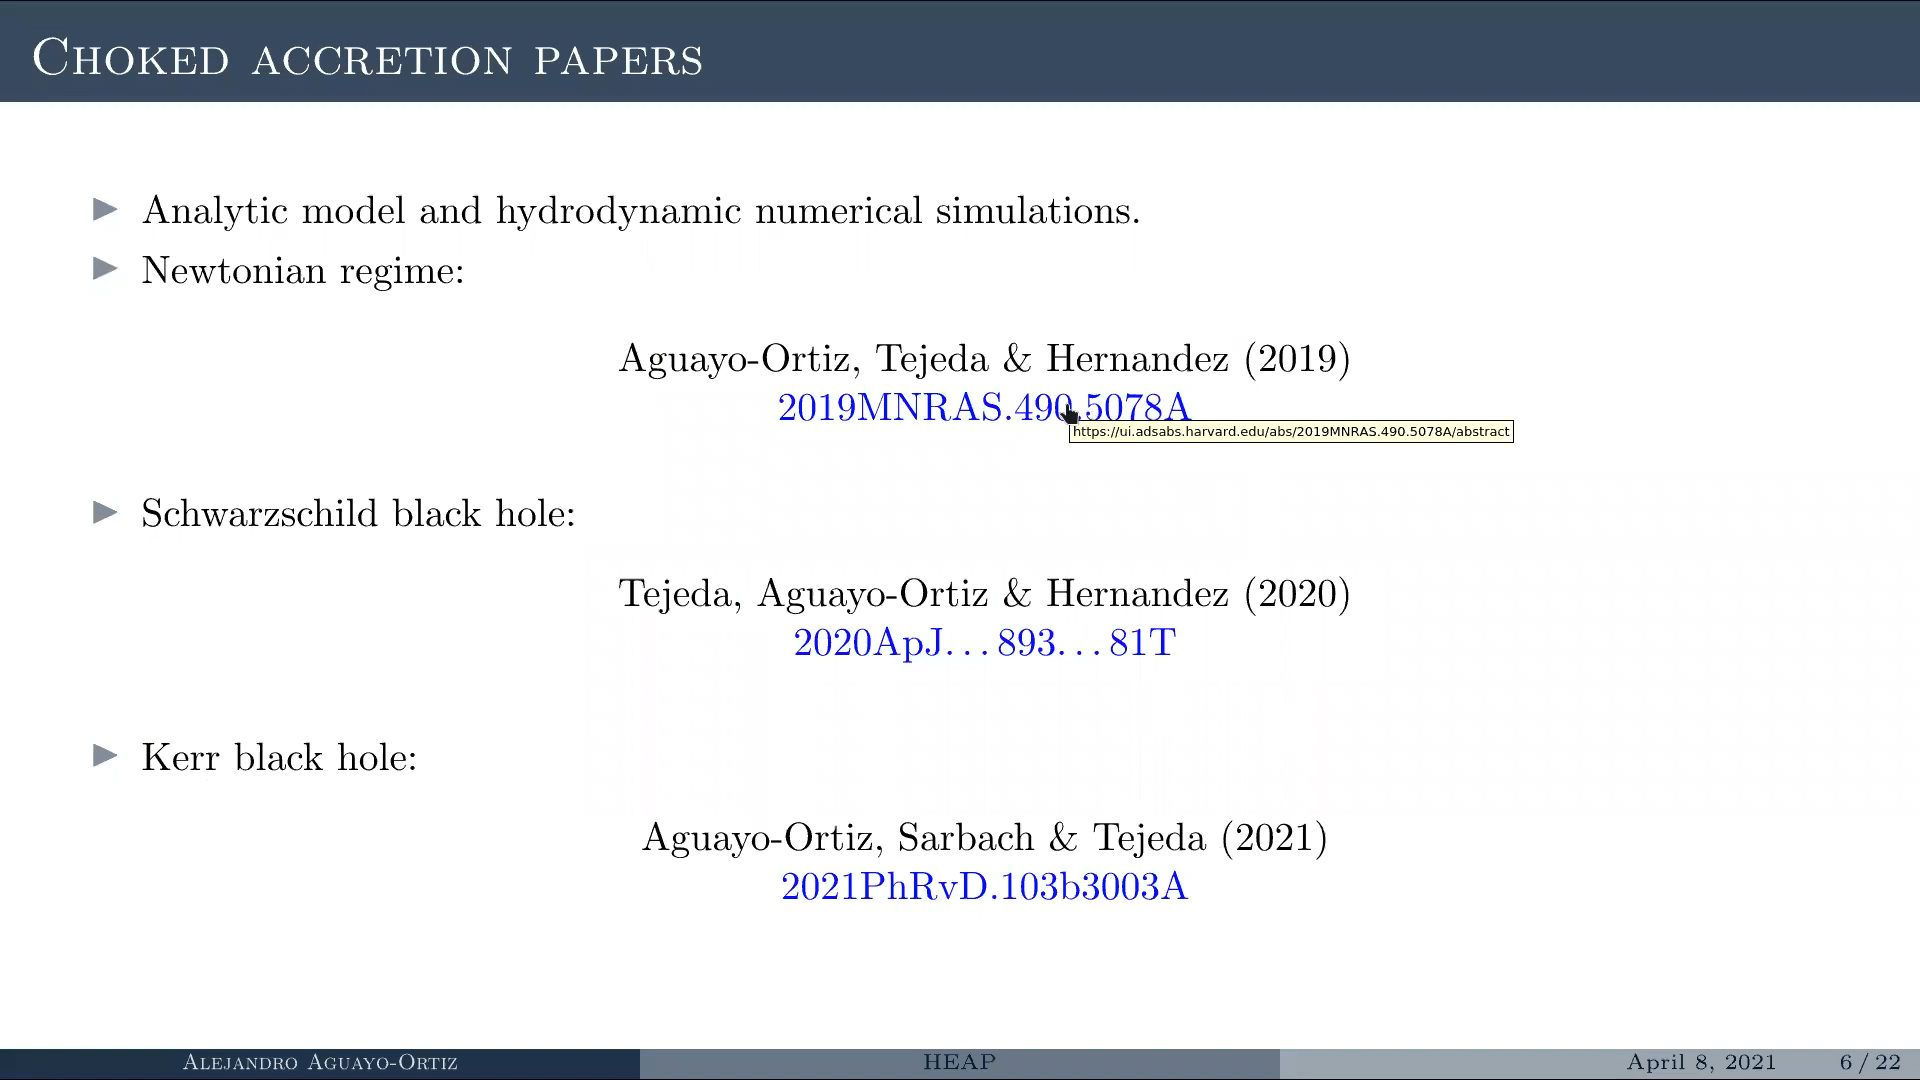 Choked accretion papers
Analytic model and hydrodynamic numerical simulations.
Newtonian regime:
Aguayo-Ortiz, Tejeda & Hernandez (2019)
2019MNRAS.490.5078A
https://ui.adsabs.harvard.edu/abs/2019MNRAS.490.5078A/abstract
Schwarzschild black hole:
Tejeda, Aguayo-Ortiz & Hernandez (2020)
2020ApJ...893...81T
Kerr black hole:
Aguayo-Ortiz, Sarbach & Tejeda (2021)
2021PhRvD.103b3003A
Alejandro Aguayo-Ortiz HEAP April 8, 2021 6 / 22